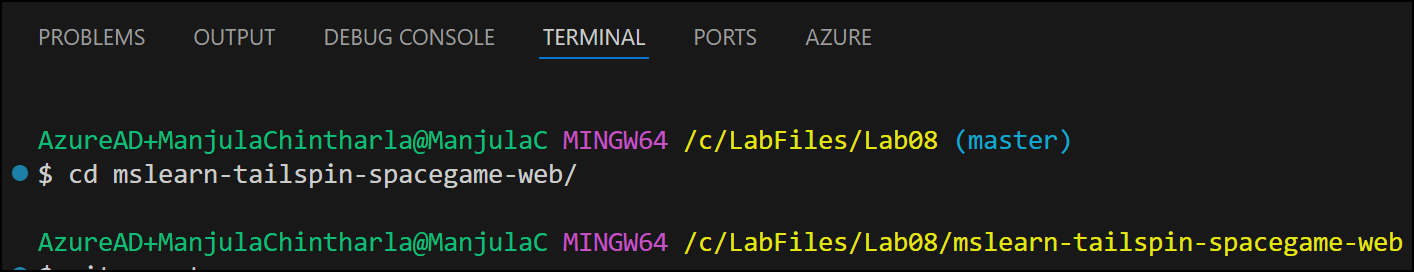 PROBLEMS OUTPUT DEBUG CONSOLE TERMINAL PORTS AZURE
AzureAD+ManjulaChintharla@ManjulaC MINGW64 /c/LabFiles/Lab08 (master)
$ cd mslearn-tailspin-spacegame-web/
AzureAD+ManjulaChintharla@ManjulaC MINGW64 /c/LabFiles/Lab08/mslearn-tailspin-spacegame-web